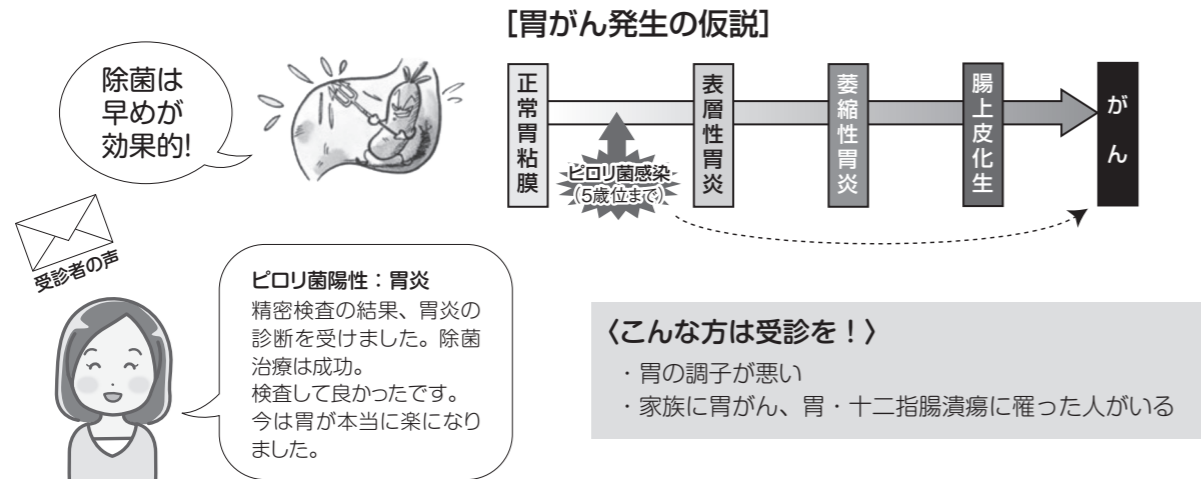 [胃がん発生の仮説]
除菌は
早めが
効果的!
正常胃粘膜
ピロリ菌感染
(5歳位まで)
表層性胃炎
萎縮性胃炎
腸上皮化生
がん
受診者の声
ピロリ菌陽性：胃炎
精密検査の結果、胃炎の
診断を受けました。除菌
治療は成功。
検査して良かったです。
今は胃が本当に楽になり
ました。
〈こんな方は受診を！〉
・胃の調子が悪い
・家族に胃がん、胃・十二指腸潰瘍に罹った人がいる